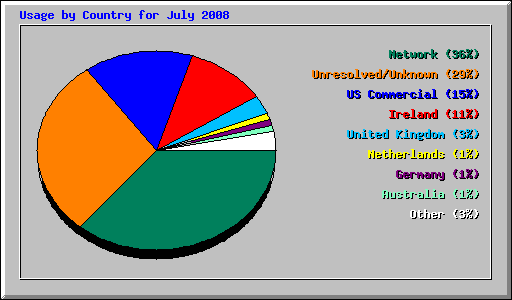 Usage by Country for July 2008
Network (36%)
Unresolved/Unknown (29%)
US Commercial (15%)
Ireland (11%)
United Kingdom (3%)
Netherlands (1%)
Germany (1%)
Australia (1%)
Other (3%)